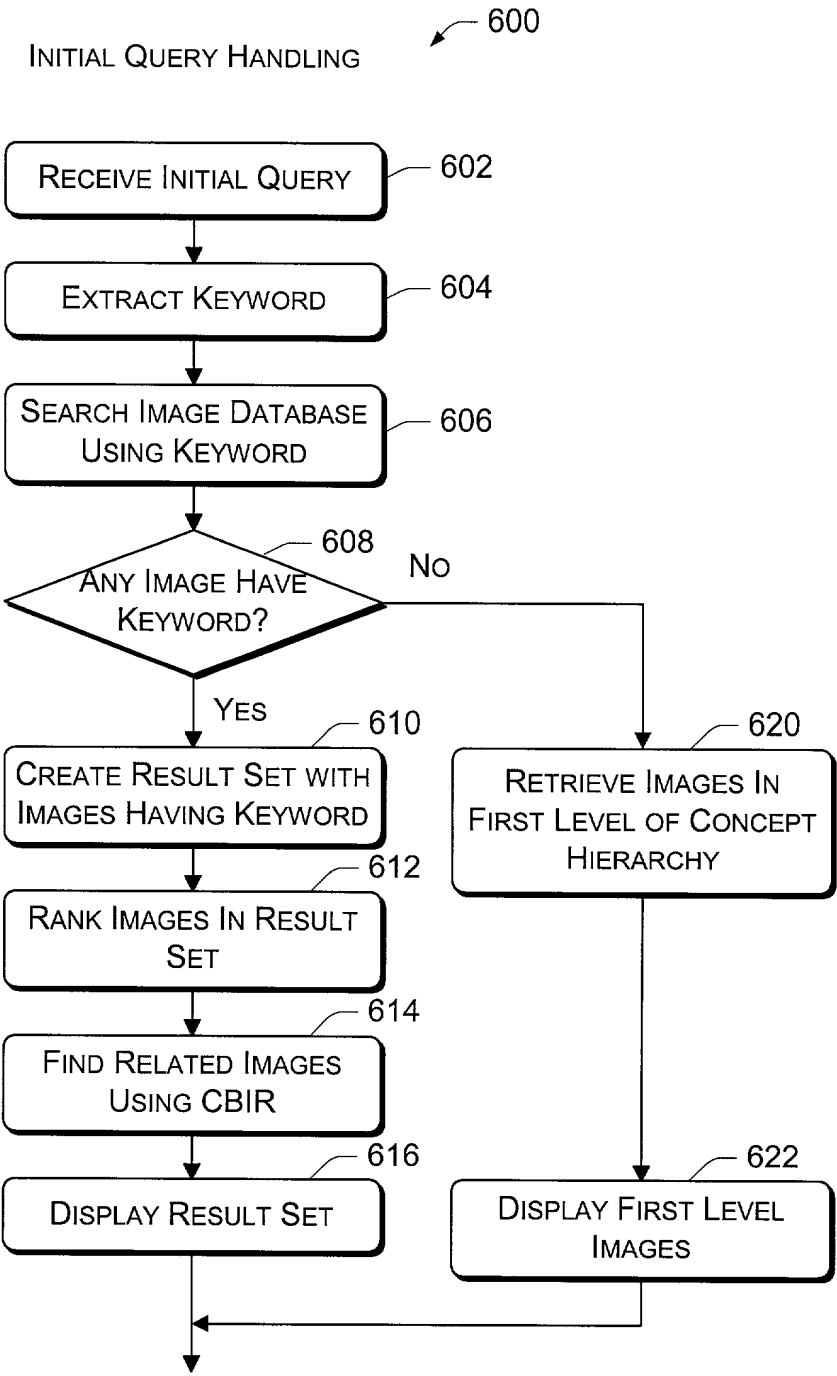 600
INITIAL QUERY HANDLING
RECEIVE INITIAL QUERY
602
EXTRACT KEYWORD
604
SEARCH IMAGE DATABASE
USING KEYWORD
606
608
ANY IMAGE HAVE
KEYWORD?
NO
YES
610
CREATE RESULT SET WITH
IMAGES HAVING KEYWORD
612
RANK IMAGES IN RESULT
SET
614
FIND RELATED IMAGES
USING CBIR
616
DISPLAY RESULT SET
620
RETRIEVE IMAGES IN
FIRST LEVEL OF CONCEPT
HIERARCHY
622
DISPLAY FIRST LEVEL
IMAGES